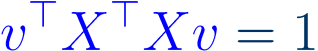 v⊤X⊤Xv = 1